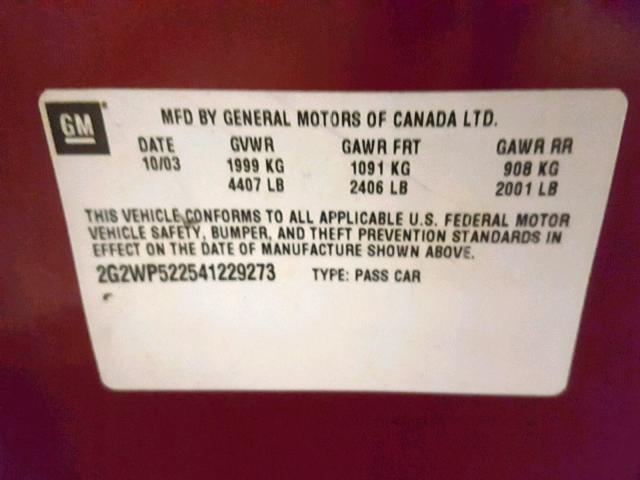 GM
MFD BY GENERAL MOTORS OF CANADA LTD.
DATE GVWR GAWR FRT GAWR RR
10/03 1999 KG 1091 KG 908 KG
4407 LB 2406 LB 2001 LB
THIS VEHICLE CONFORMS TO ALL APPLICABLE U.S. FEDERAL MOTOR
VEHICLE SAFETY, BUMPER, AND THEFT PREVENTION STANDARDS IN
EFFECT ON THE DATE OF MANUFACTURE SHOWN ABOVE.
2G2WP522541229273 TYPE: PASS CAR